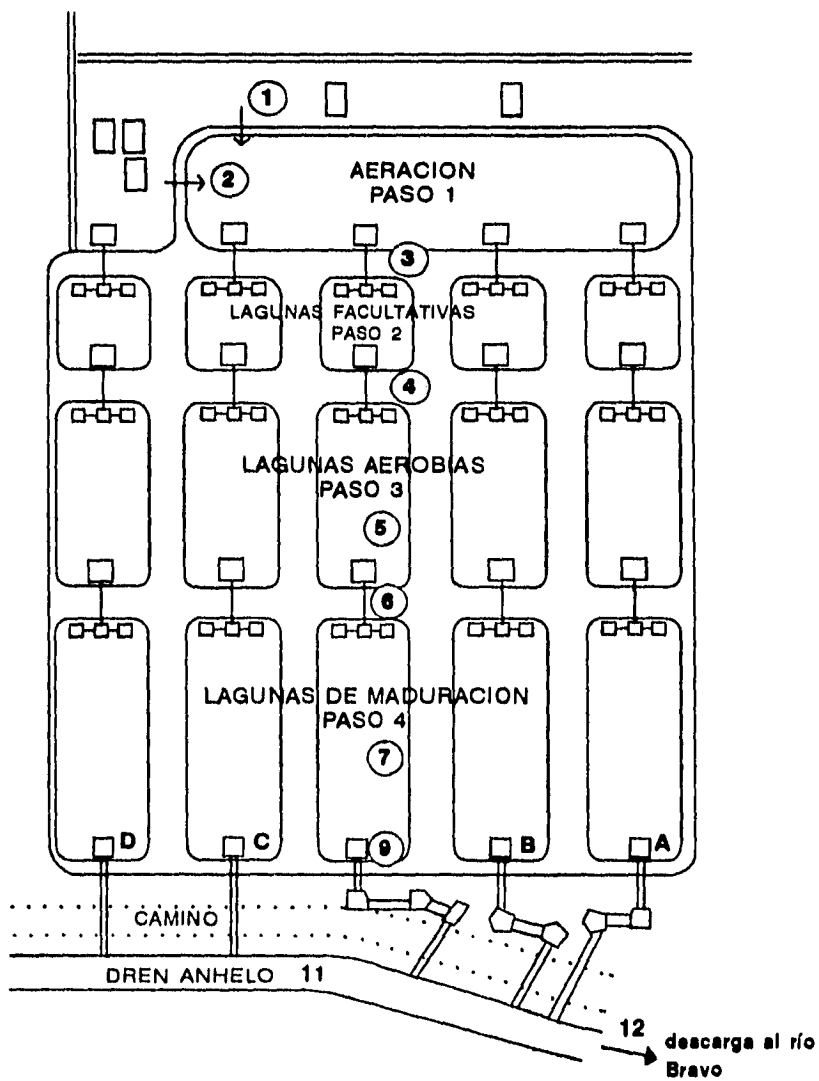 1
2
AERACION
PASO 1
3
LAGUNAS FACULTATIVAS
PASO 2
4
LAGUNAS AEROBIAS
PASO 3
5
6
LAGUNAS DE MADURACION
PASO 4
7
D
C
9
B
A
CAMINO
DREN ANHELO 11
12
descarga al río
Bravo